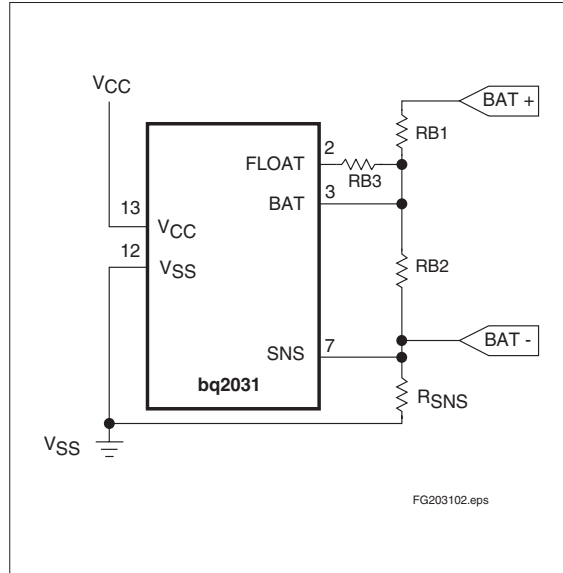 VCC
BAT +
2
RB1
FLOAT
RB3
BAT
3
13
VCC
12
VSS
RB2
SNS
7
BAT -
bq2031
RSNS
VSS
FG203102.eps